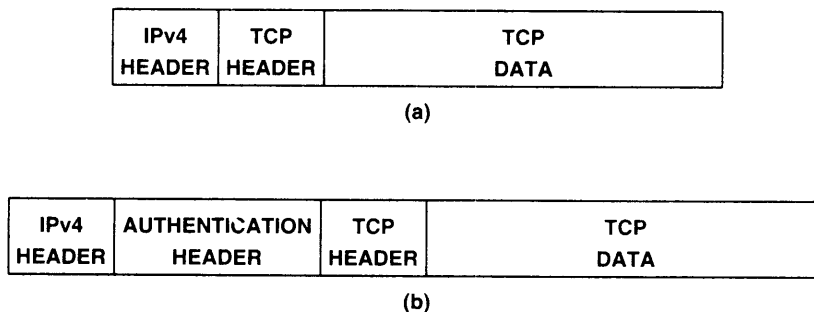 IPv4 TCP TCP
HEADER HEADER DATA
(a)
IPv4 AUTHENTICATION TCP TCP
HEADER HEADER HEADER DATA
(b)